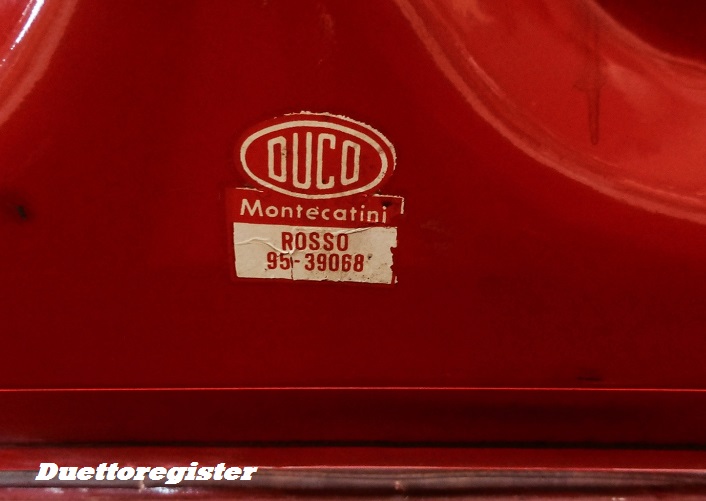 DUCO
Montecatini
ROSSO
95-39068
Duettoregister